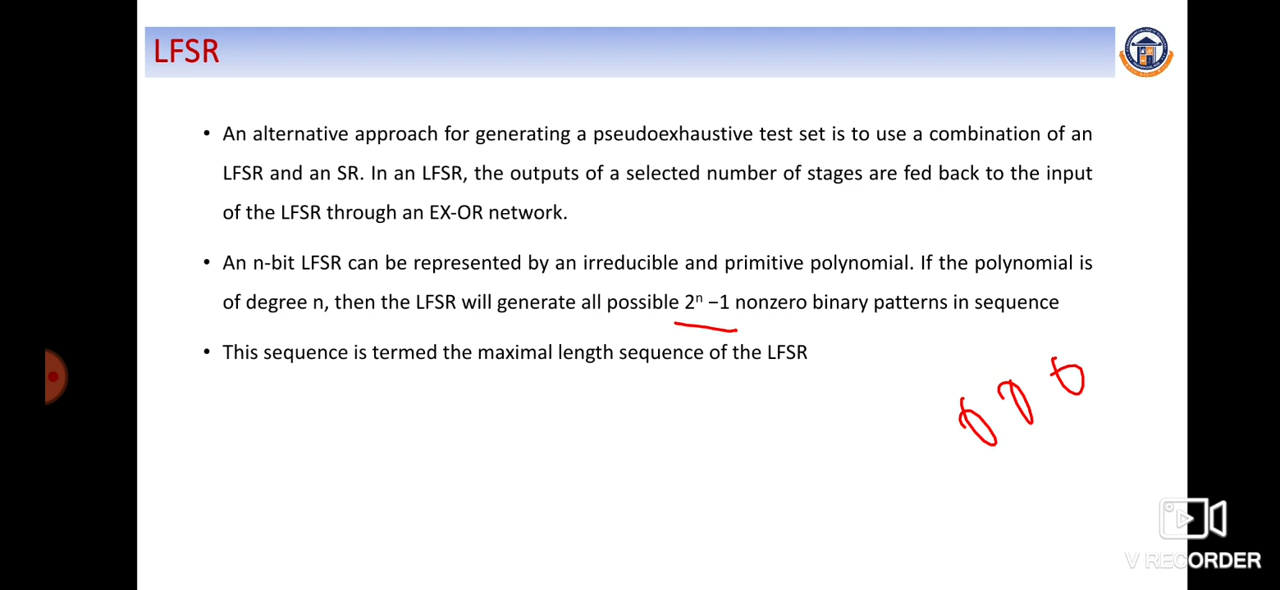 LFSR
• An alternative approach for generating a pseudoexhaustive test set is to use a combination of an
LFSR and an SR. In an LFSR, the outputs of a selected number of stages are fed back to the input
of the LFSR through an EX-OR network.
• An n-bit LFSR can be represented by an irreducible and primitive polynomial. If the polynomial is
of degree n, then the LFSR will generate all possible 2ⁿ −1 nonzero binary patterns in sequence
• This sequence is termed the maximal length sequence of the LFSR
0 0 0
V RECORDER